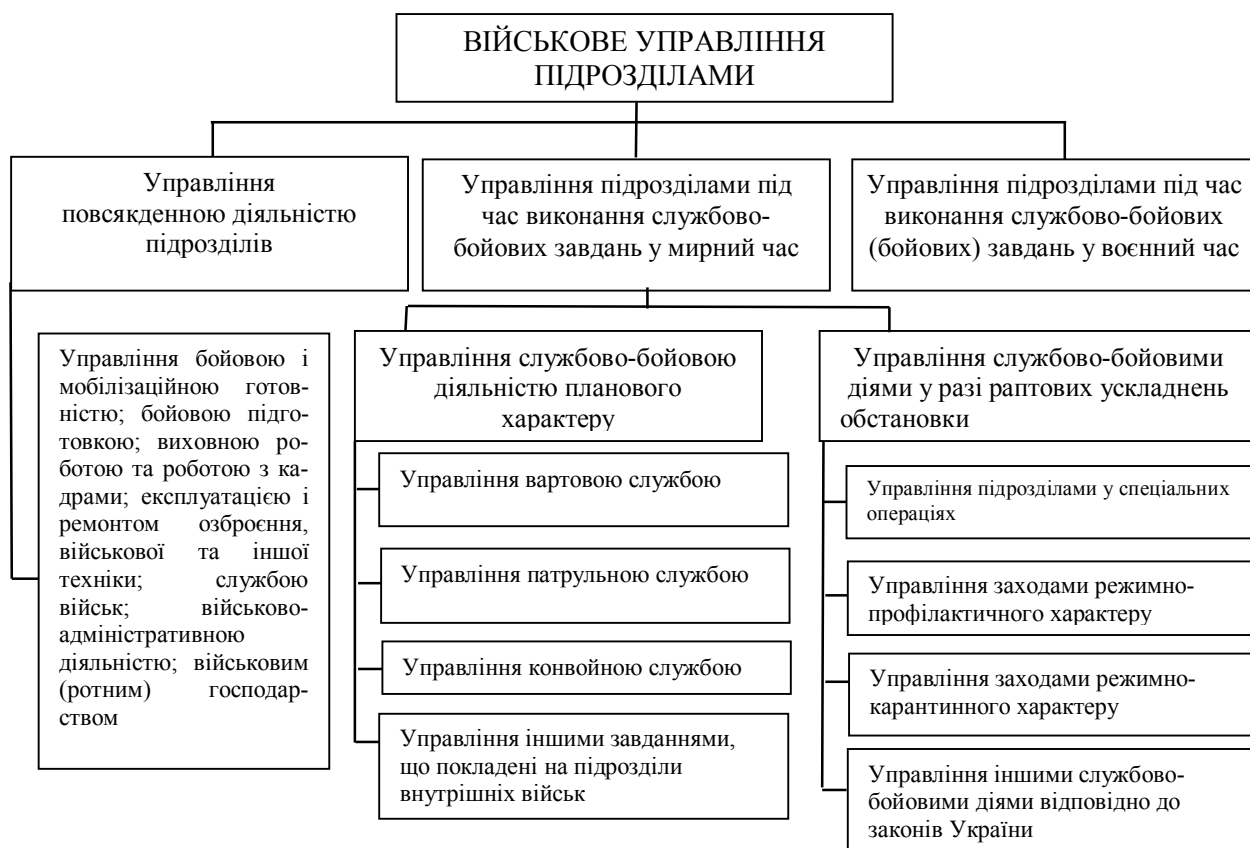 ВІЙСЬКОВЕ УПРАВЛІННЯ
ПІДРОЗДІЛАМИ
Управління
повсякденною діяльністю
підрозділів
Управління підрозділами під
час виконання службово-
бойових завдань у мирний час
Управління підрозділами під час
виконання службово-бойових
(бойових) завдань у воєнний час
Управління бойовою і
мобілізаційною готов-
ністю; бойовою підго-
товкою; виховною ро-
ботою та роботою з ка-
драми; експлуатацією і
ремонтом озброєння,
військової та іншої
техніки; службою
військ; військово-
адміністративною
діяльністю; військовим
(ротним) господар-
ством
Управління службово-бойовою
діяльністю планового
характеру
Управління вартовою службою
Управління патрульною службою
Управління конвойною службою
Управління іншими завданнями,
що покладені на підрозділи
внутрішніх військ
Управління службово-бойовими
діями у разі раптових ускладнень
обстановки
Управління підрозділами у спеціальних
операціях
Управління заходами режимно-
профілактичного характеру
Управління заходами режимно-
карантинного характеру
Управління іншими службово-
бойовими діями відповідно до
законів України